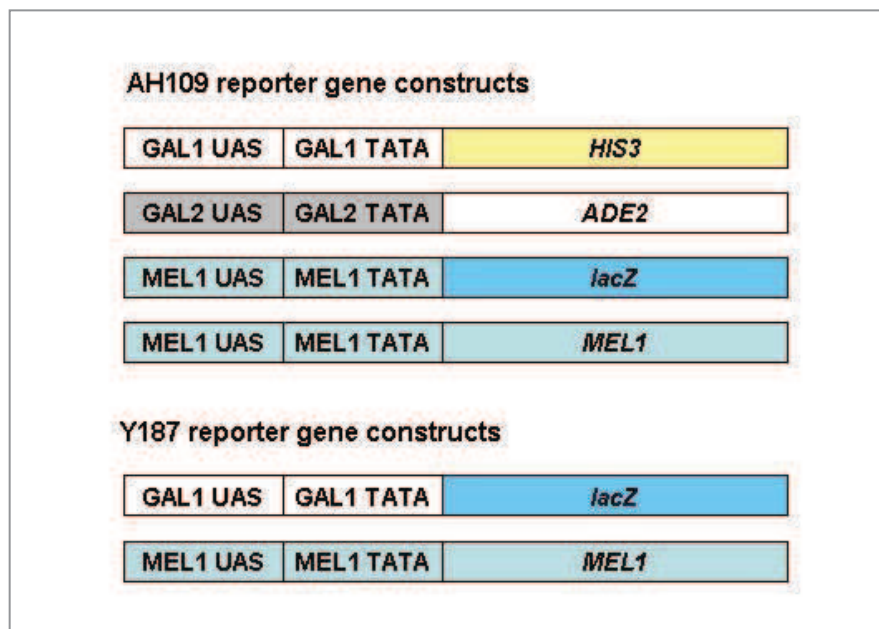 AH109 reporter gene constructs
GAL1 UAS GAL1 TATA HIS3
GAL2 UAS GAL2 TATA ADE2
MEL1 UAS MEL1 TATA lacZ
MEL1 UAS MEL1 TATA MEL1
Y187 reporter gene constructs
GAL1 UAS GAL1 TATA lacZ
MEL1 UAS MEL1 TATA MEL1